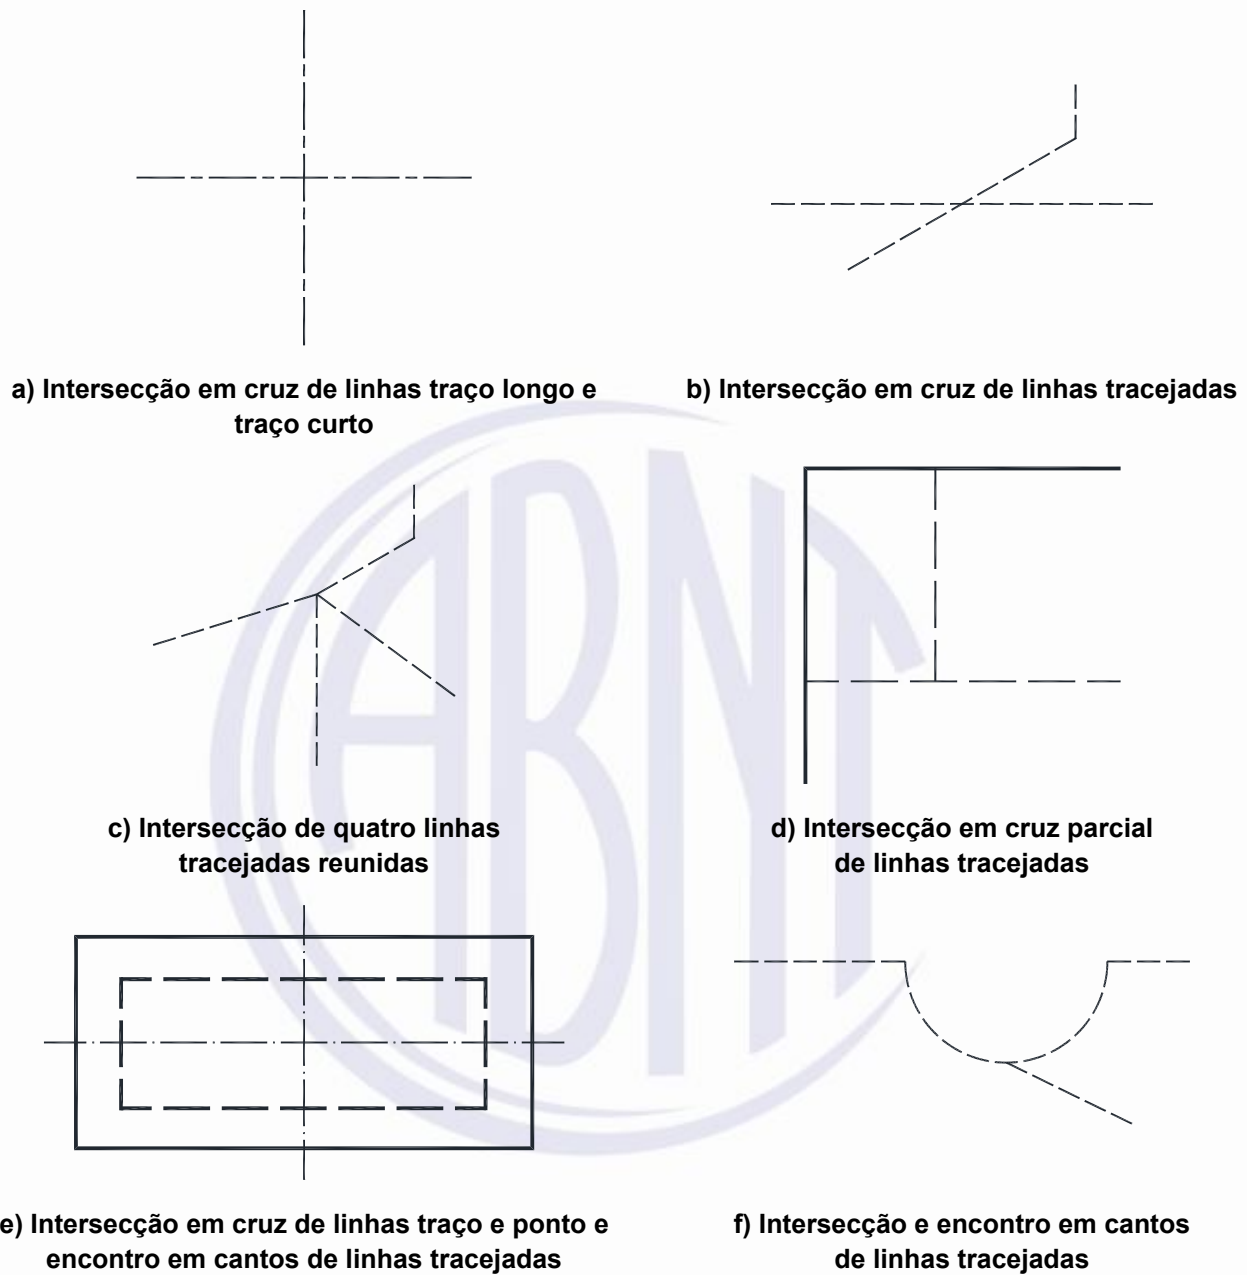 a) Intersecção em cruz de linhas traço longo e
traço curto
b) Intersecção em cruz de linhas tracejadas
c) Intersecção de quatro linhas
tracejadas reunidas
d) Intersecção em cruz parcial
de linhas tracejadas
e) Intersecção em cruz de linhas traço e ponto e
encontro em cantos de linhas tracejadas
f) Intersecção e encontro em cantos
de linhas tracejadas
ABNT